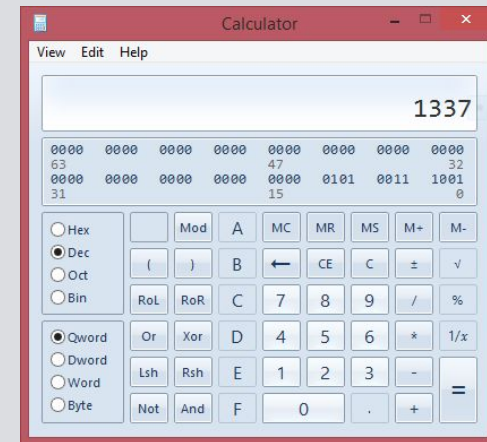 Calculator
View Edit Help
1337
0000 0000 0000 0000 0000 0000 0000 0000
63 47 32
0000 0000 0000 0000 0000 0101 0011 1001
31 15 0
Hex Mod A MC MR MS M+ M-
Dec ( ) B ← CE C ± √
Oct
Bin RoL RoR C 7 8 9 / %
Qword Or Xor D 4 5 6 * 1/x
Dword Lsh Rsh E 1 2 3 - =
Word
Byte Not And F 0 . +